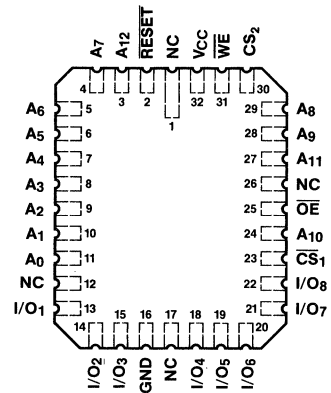 A7
A12
RESET
NC
VCC
WE
CS2
4
3
2
1
32
31
30
A6 5
A5 6
A4 7
A3 8
A2 9
A1 10
A0 11
NC 12
I/O1 13
29 A8
28 A9
27 A11
26 NC
25 OE
24 A10
23 CS1
22 I/O8
21 I/O7
14 15 16 17 18 19 20
I/O2
I/O3
GND
NC
I/O4
I/O5
I/O6